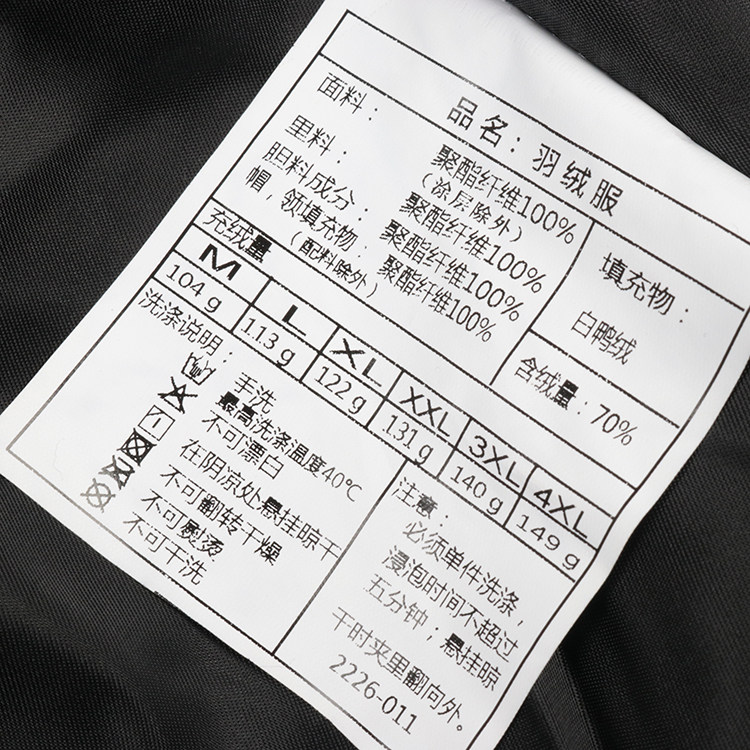 品名：羽绒服
面料：
聚酯纤维100%
（涂层除外）
里料：
聚酯纤维100%
胆料成分：
聚酯纤维100%
帽，领填充物：
聚酯纤维100%
（配料除外）
填充物：
白鸭绒
含绒量：70%
充绒量
M L XL XXL 3XL 4XL
104 g 113 g 122 g 131 g 140 g 149 g
洗涤说明：
手洗
最高洗涤温度40℃
不可漂白
在阴凉处悬挂晾干
不可翻转干燥
不可熨烫
不可干洗
注意：
必须单件洗涤，
浸泡时间不超过
五分钟；悬挂晾
干时夹里翻向外。
2226-011